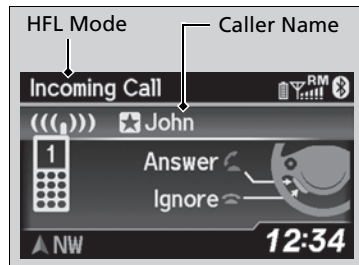 HFL Mode
Caller Name
Incoming Call
RM
John
1
Answer
Ignore
NW
12:34